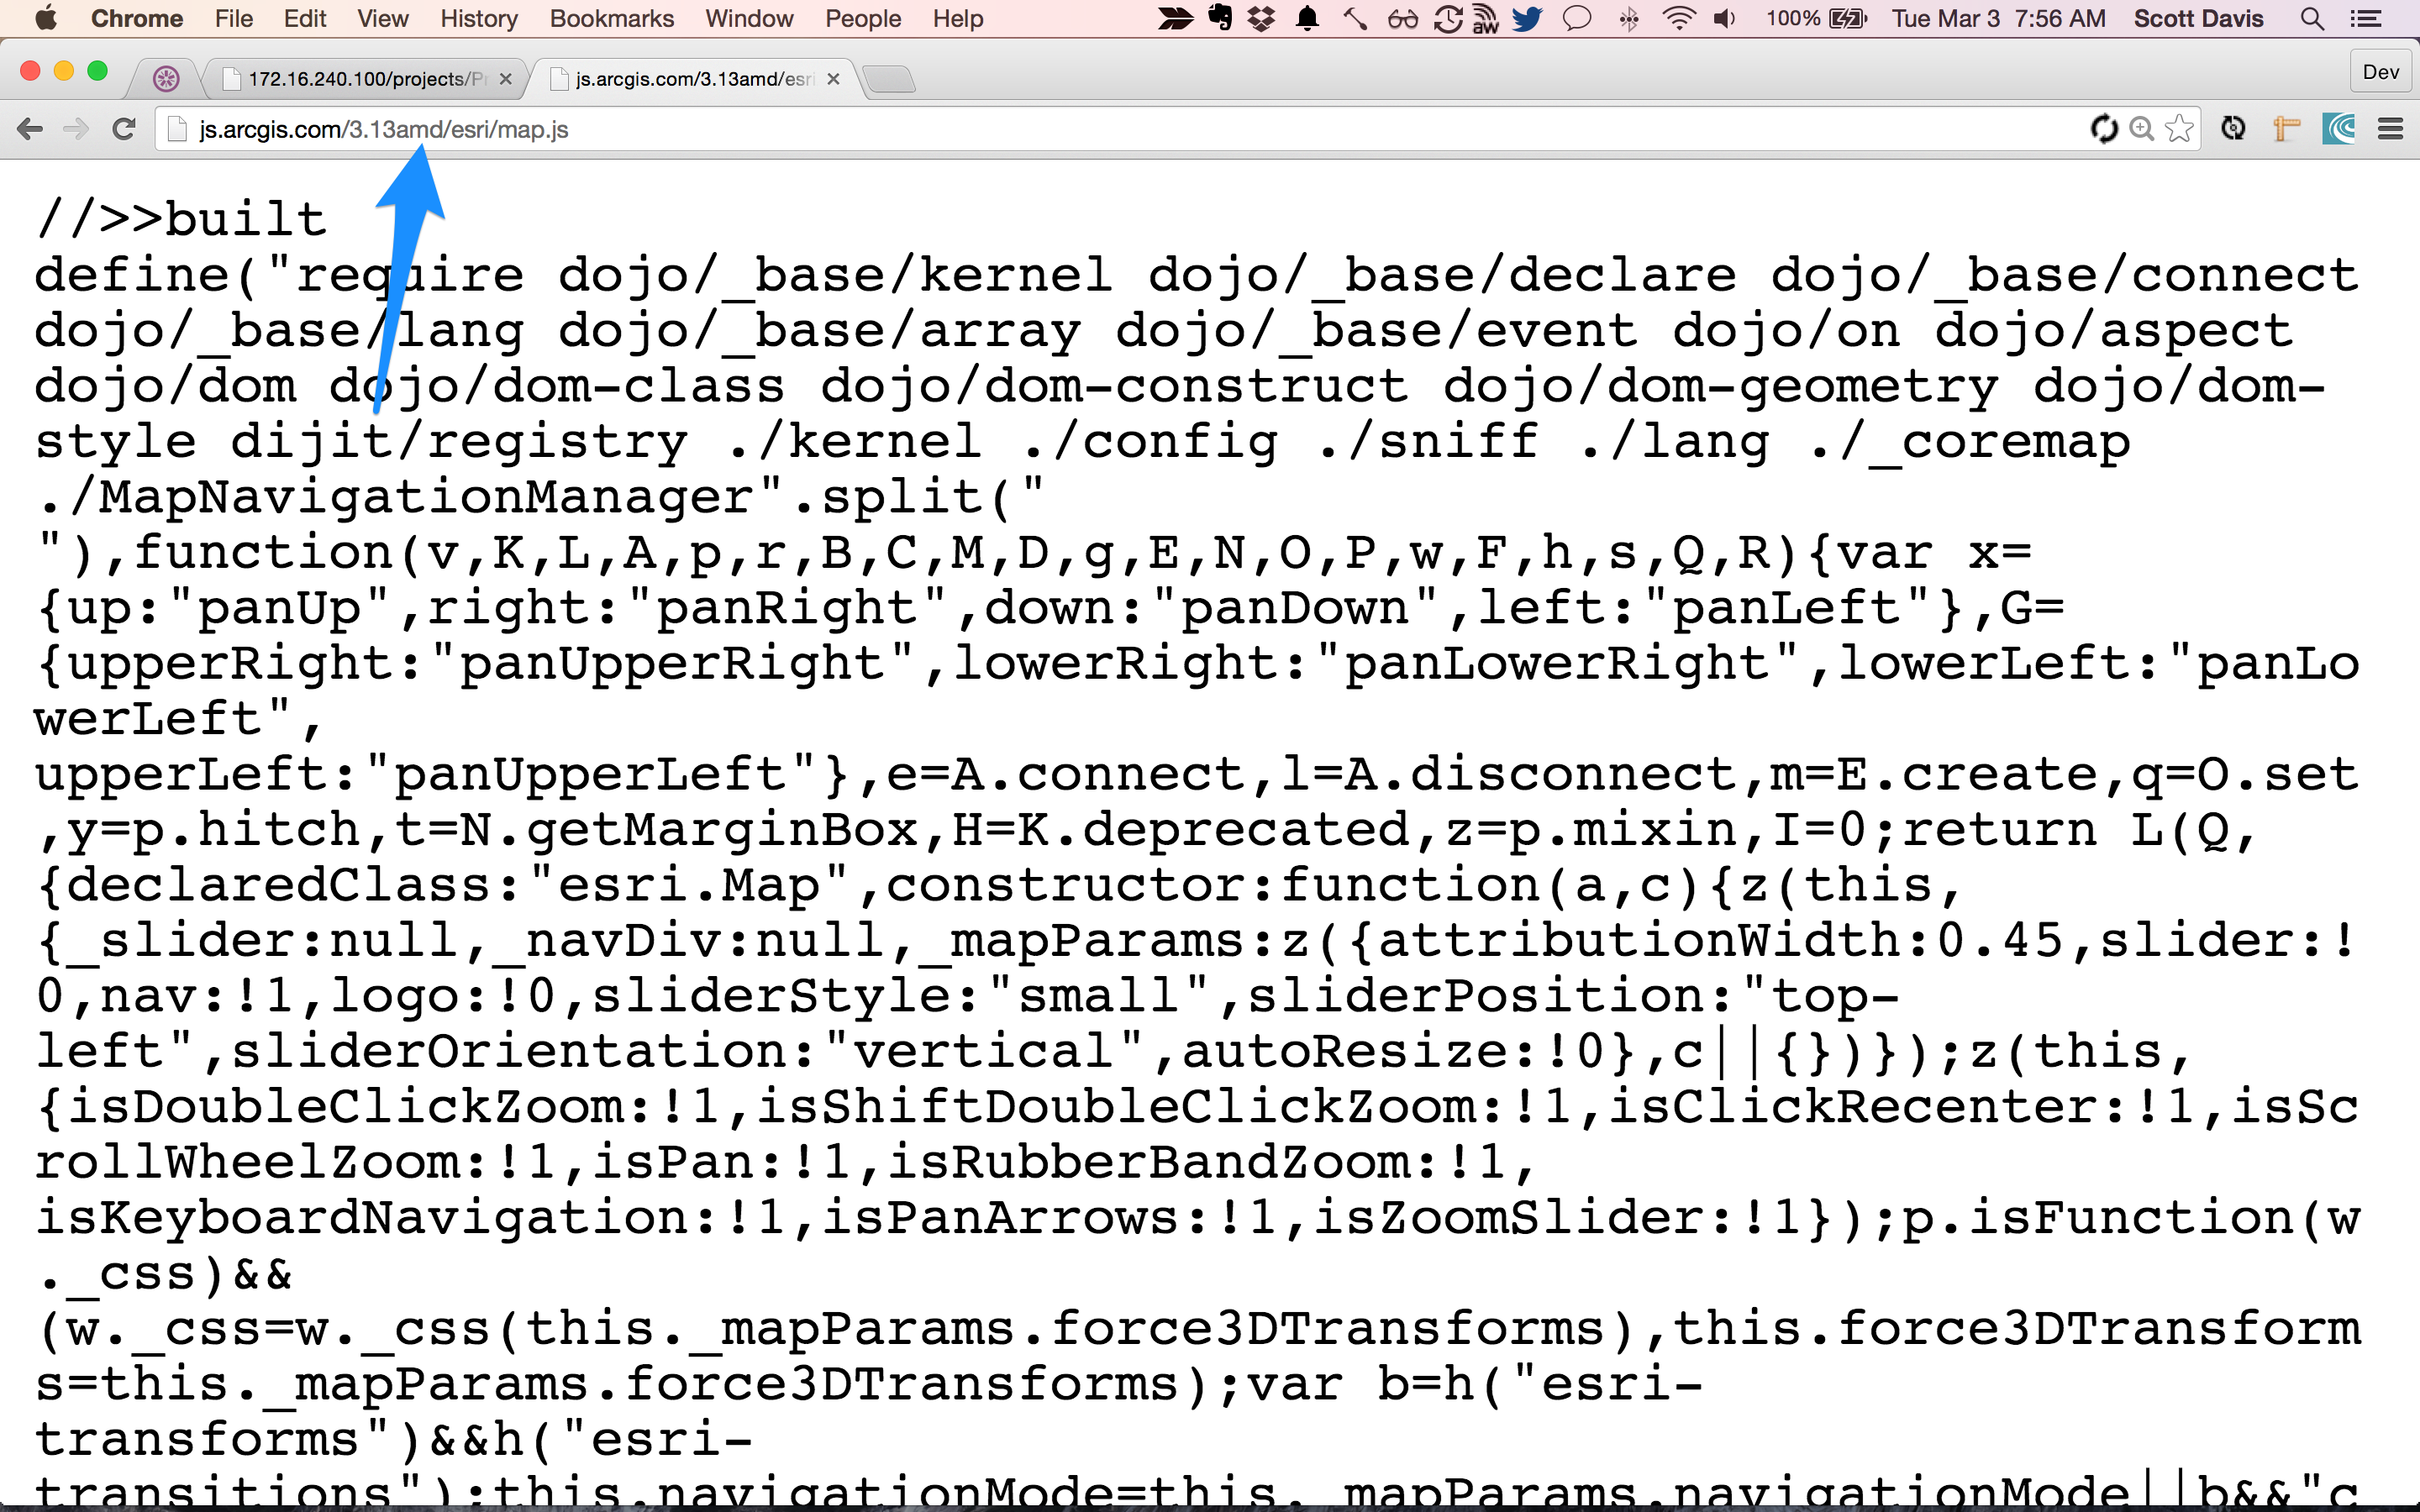 Chrome File Edit View History Bookmarks Window People Help aw 100% Tue Mar 3 7:56 AM Scott Davis
172.16.240.100/projects/Pr js.arcgis.com/3.13amd/esri Dev
js.arcgis.com/3.13amd/esri/map.js
//>>built
define("require dojo/_base/kernel dojo/_base/declare dojo/_base/connect
dojo/_base/lang dojo/_base/array dojo/_base/event dojo/on dojo/aspect
dojo/dom dojo/dom-class dojo/dom-construct dojo/dom-geometry dojo/dom-
style dijit/registry ./kernel ./config ./sniff ./lang ./_coremap
./MapNavigationManager".split("
"),function(v,K,L,A,p,r,B,C,M,D,g,E,N,O,P,w,F,h,s,Q,R){var x=
{up:"panUp",right:"panRight",down:"panDown",left:"panLeft"},G=
{upperRight:"panUpperRight",lowerRight:"panLowerRight",lowerLeft:"panLo
werLeft",
upperLeft:"panUpperLeft"},e=A.connect,l=A.disconnect,m=E.create,q=O.set
,y=p.hitch,t=N.getMarginBox,H=K.deprecated,z=p.mixin,I=0;return L(Q,
{declaredClass:"esri.Map",constructor:function(a,c){z(this,
{_slider:null,_navDiv:null,_mapParams:z({attributionWidth:0.45,slider:!
0,nav:!1,logo:!0,sliderStyle:"small",sliderPosition:"top-
left",sliderOrientation:"vertical",autoResize:!0},c||{})});z(this,
{isDoubleClickZoom:!1,isShiftDoubleClickZoom:!1,isClickRecenter:!1,isSc
rollWheelZoom:!1,isPan:!1,isRubberBandZoom:!1,
isKeyboardNavigation:!1,isPanArrows:!1,isZoomSlider:!1});p.isFunction(w
._css)&&
(w._css=w._css(this._mapParams.force3DTransforms),this.force3DTransform
s=this._mapParams.force3DTransforms);var b=h("esri-
transforms")&&h("esri-
transitions");this.navigationMode=this._mapParams.navigationMode||b&&"c